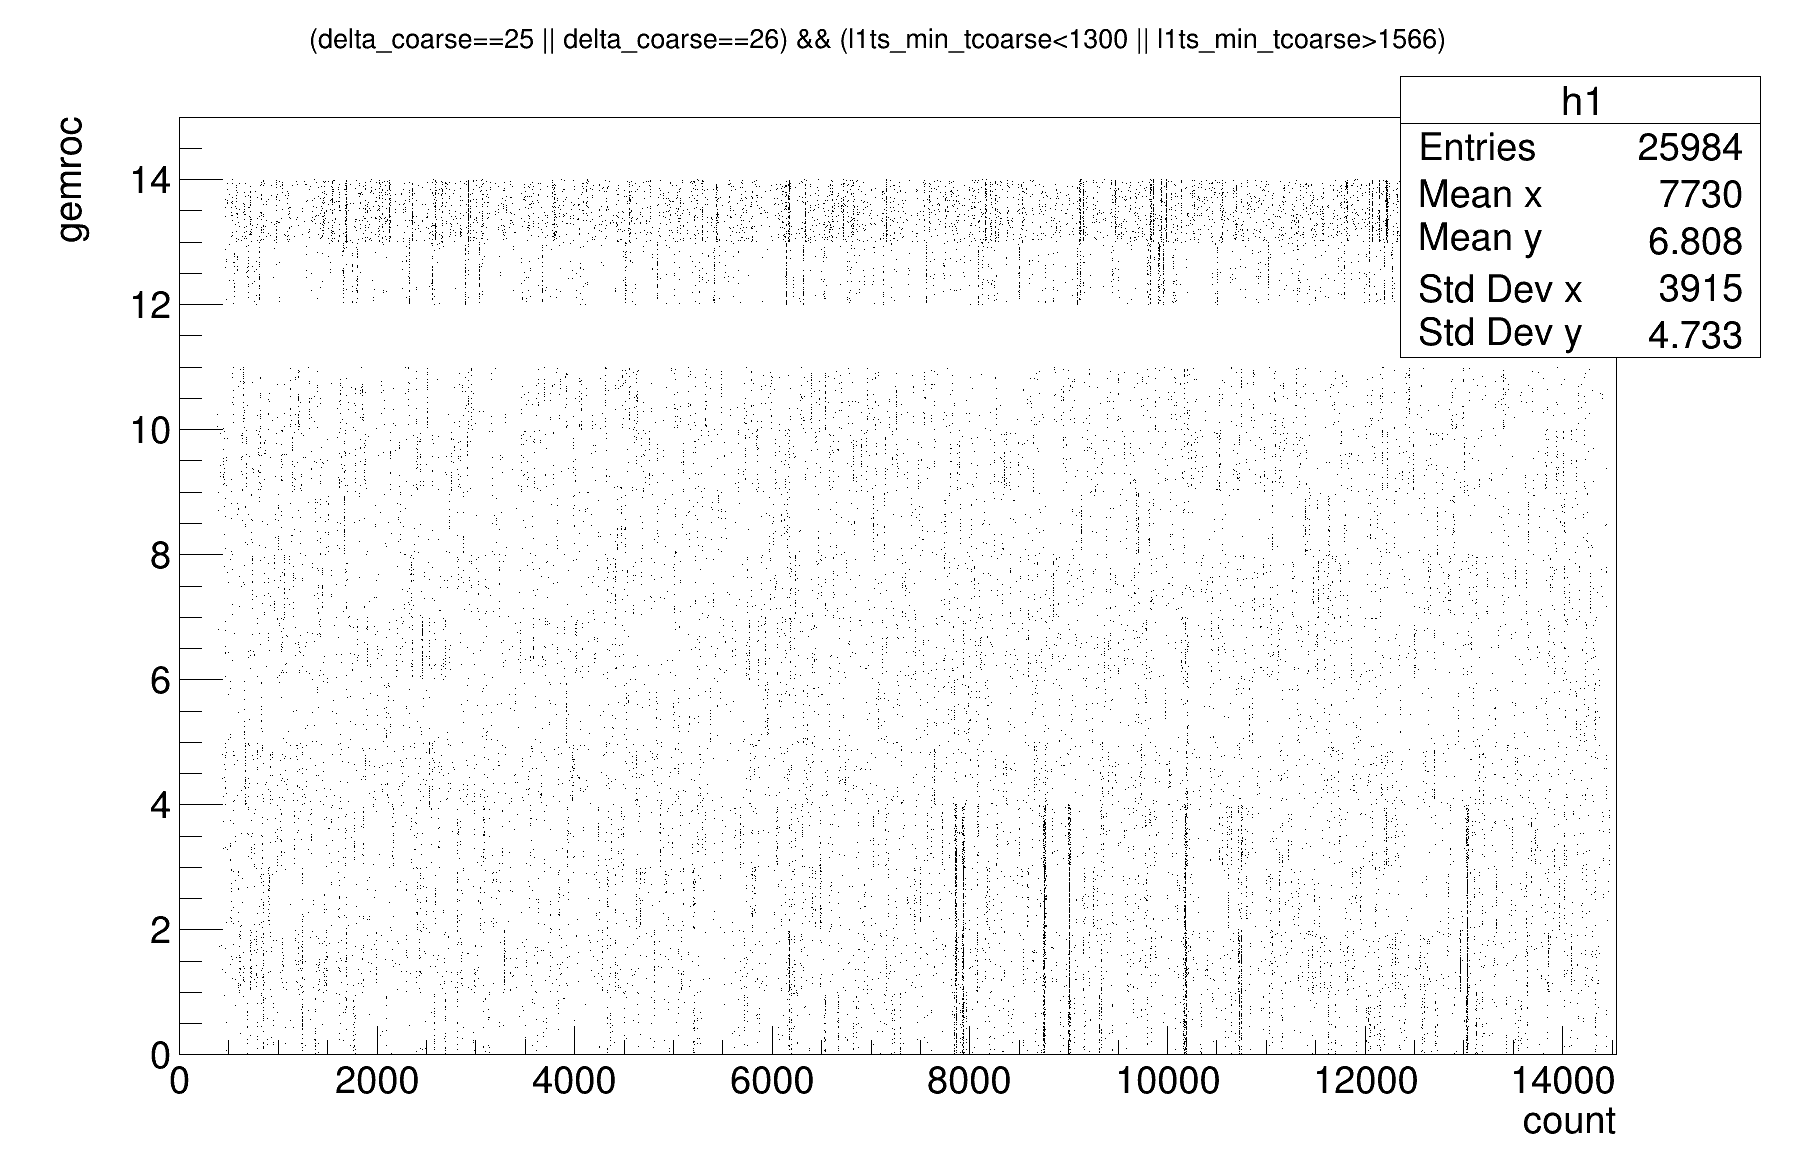 (delta_coarse==25 || delta_coarse==26) && (l1ts_min_tcoarse<1300 || l1ts_min_tcoarse>1566)
h1
Entries 25984
Mean x 7730
Mean y 6.808
Std Dev x 3915
Std Dev y 4.733
gemroc
14
12
10
8
6
4
2
0
0 2000 4000 6000 8000 10000 12000 14000
count